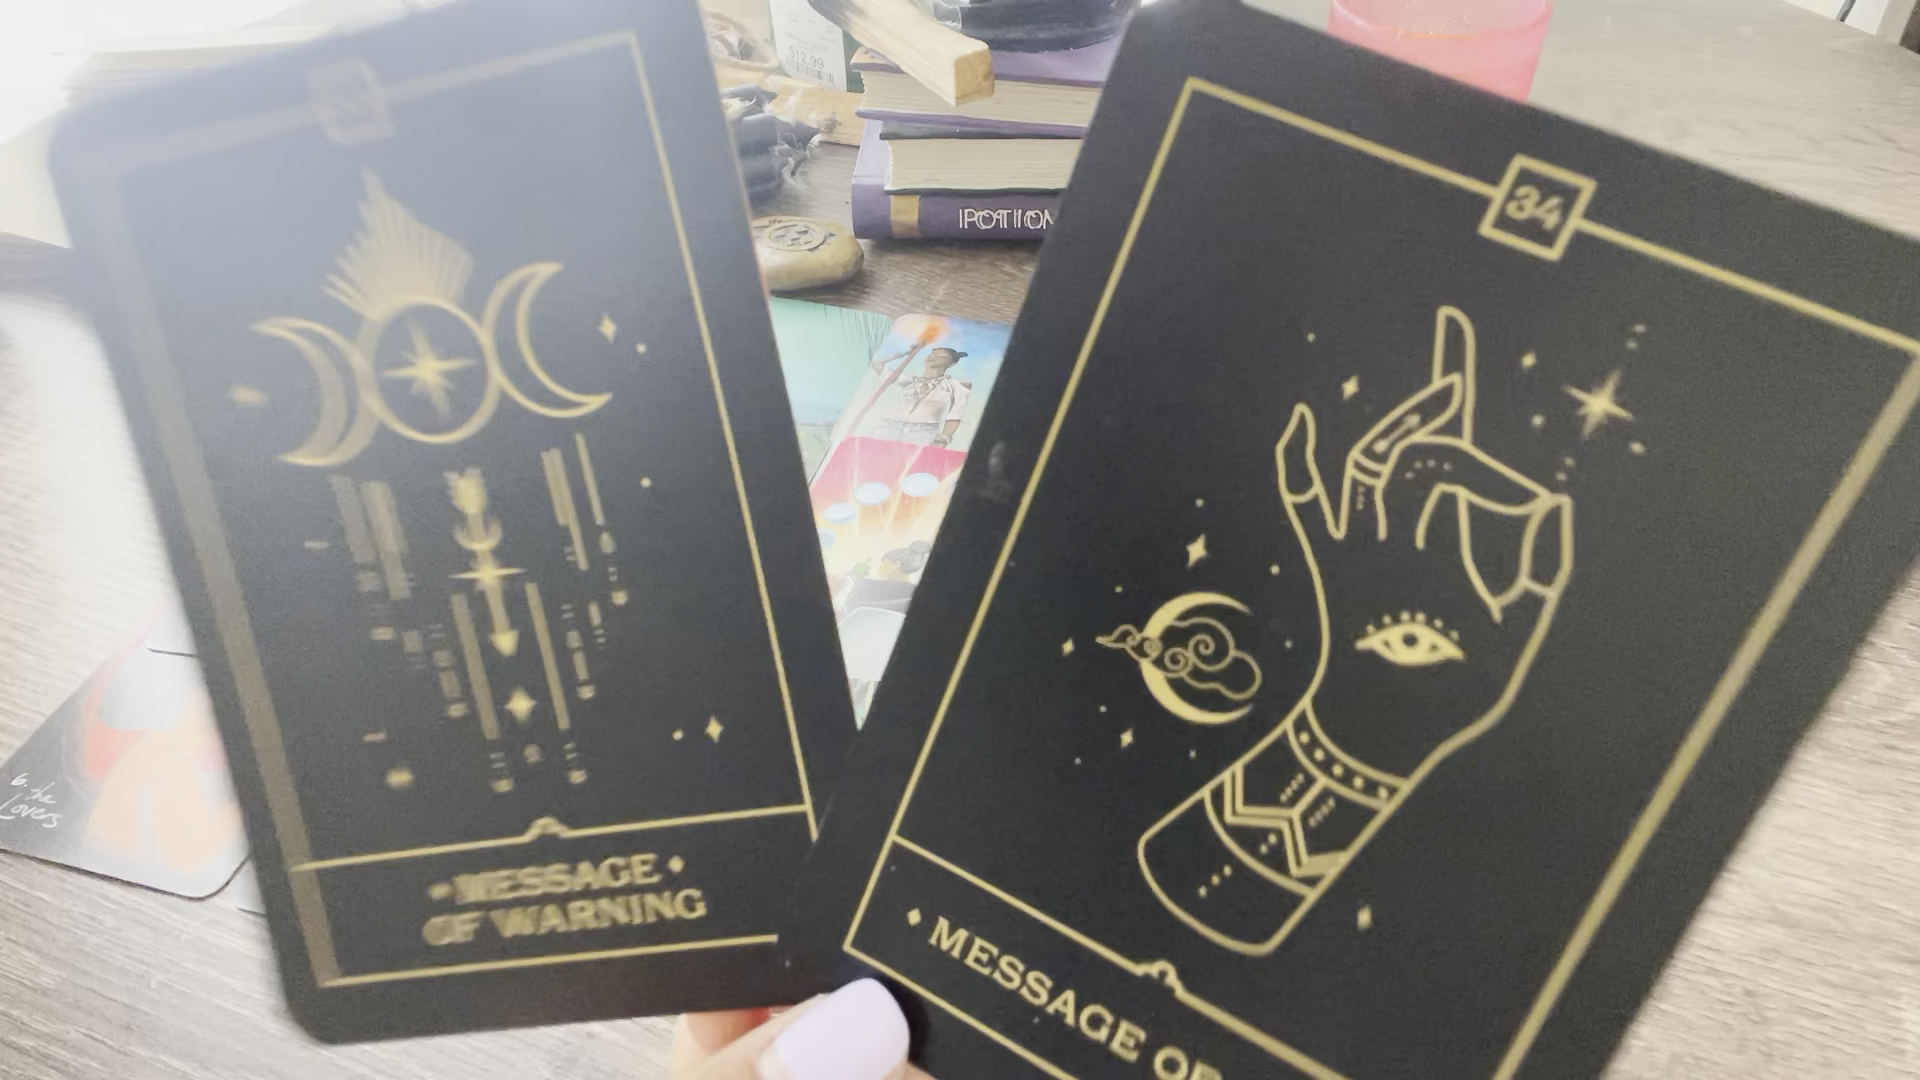 $12.99
POTION
34
MESSAGE
OF WARNING
MESSAGE OF
6. the
Lovers